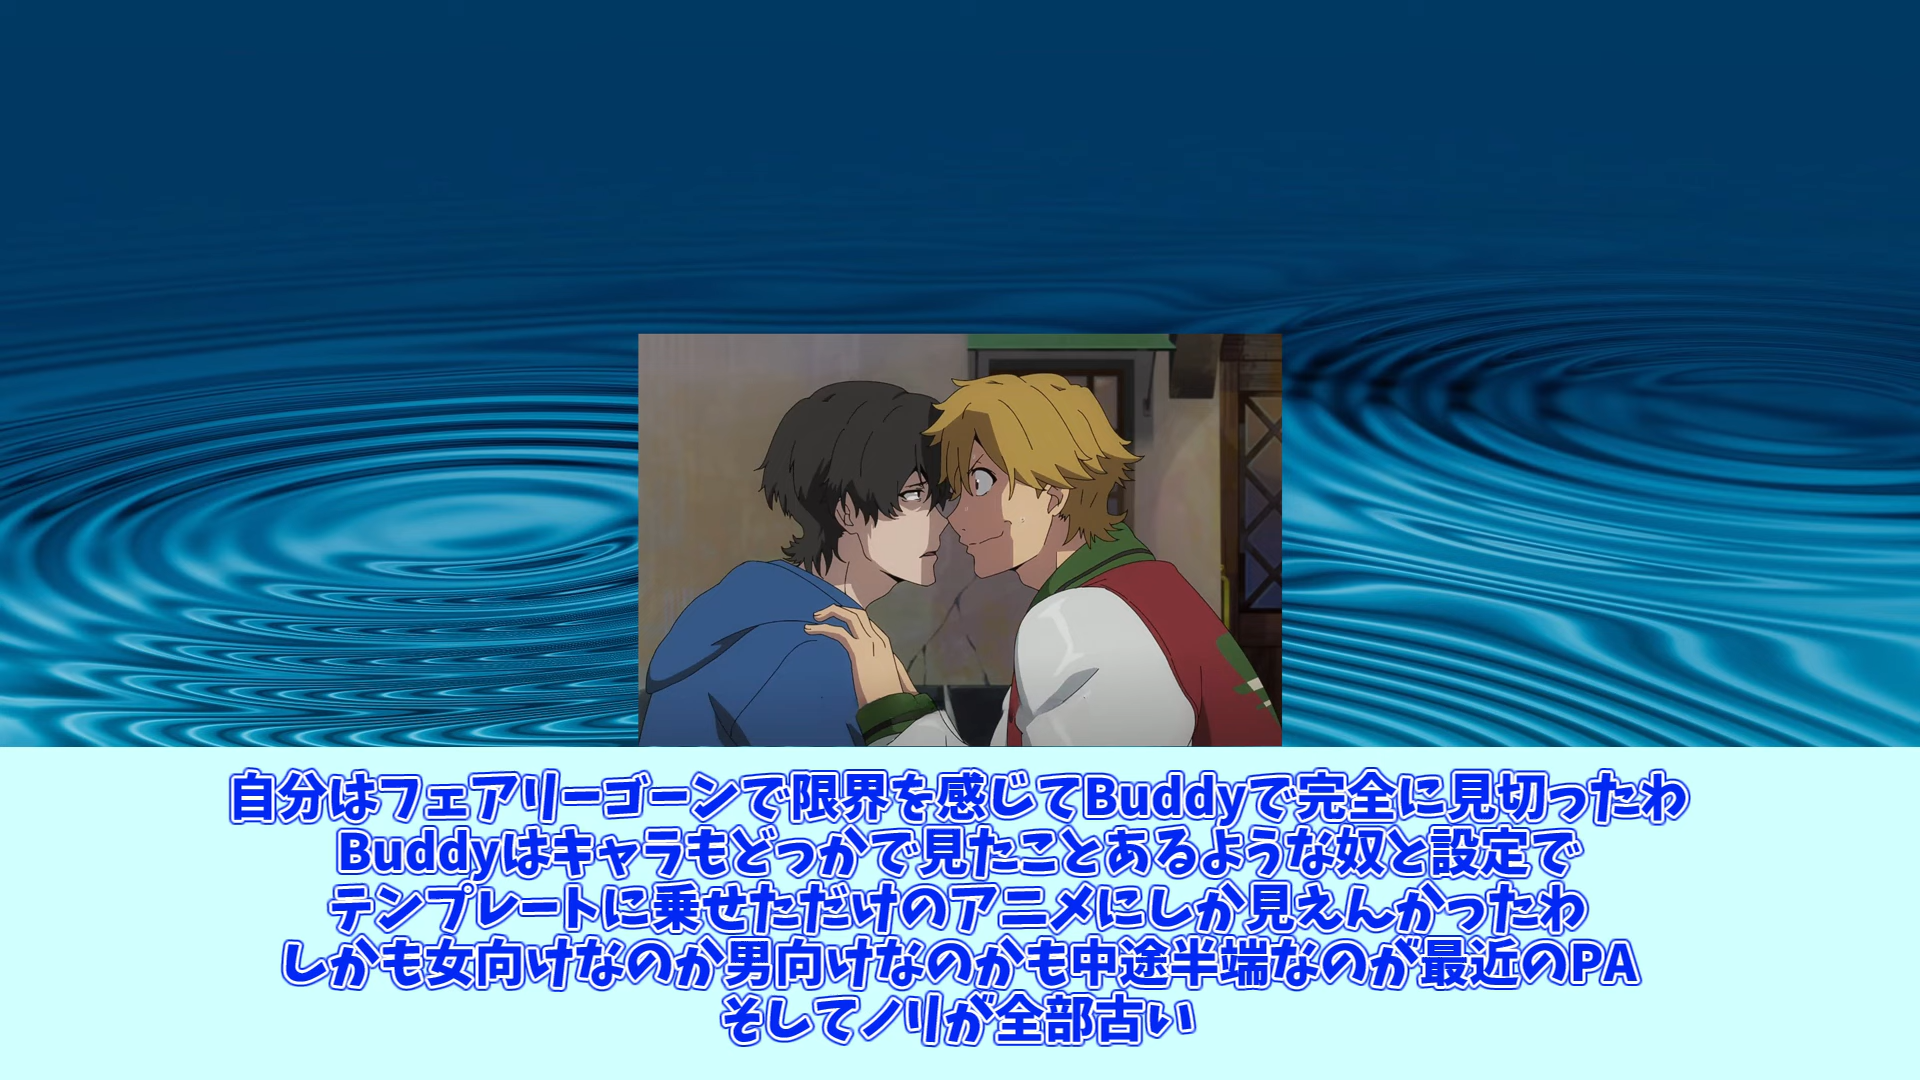 自分はフェアリーゴーンで限界を感じてBuddyで完全に見切ったわ
Buddyはキャラもどっかで見たことあるような奴と設定で
テンプレートに乗せただけのアニメにしか見えんかったわ
しかも女向けなのか男向けなのかも中途半端なのが最近のPA
そしてノリが全部古い